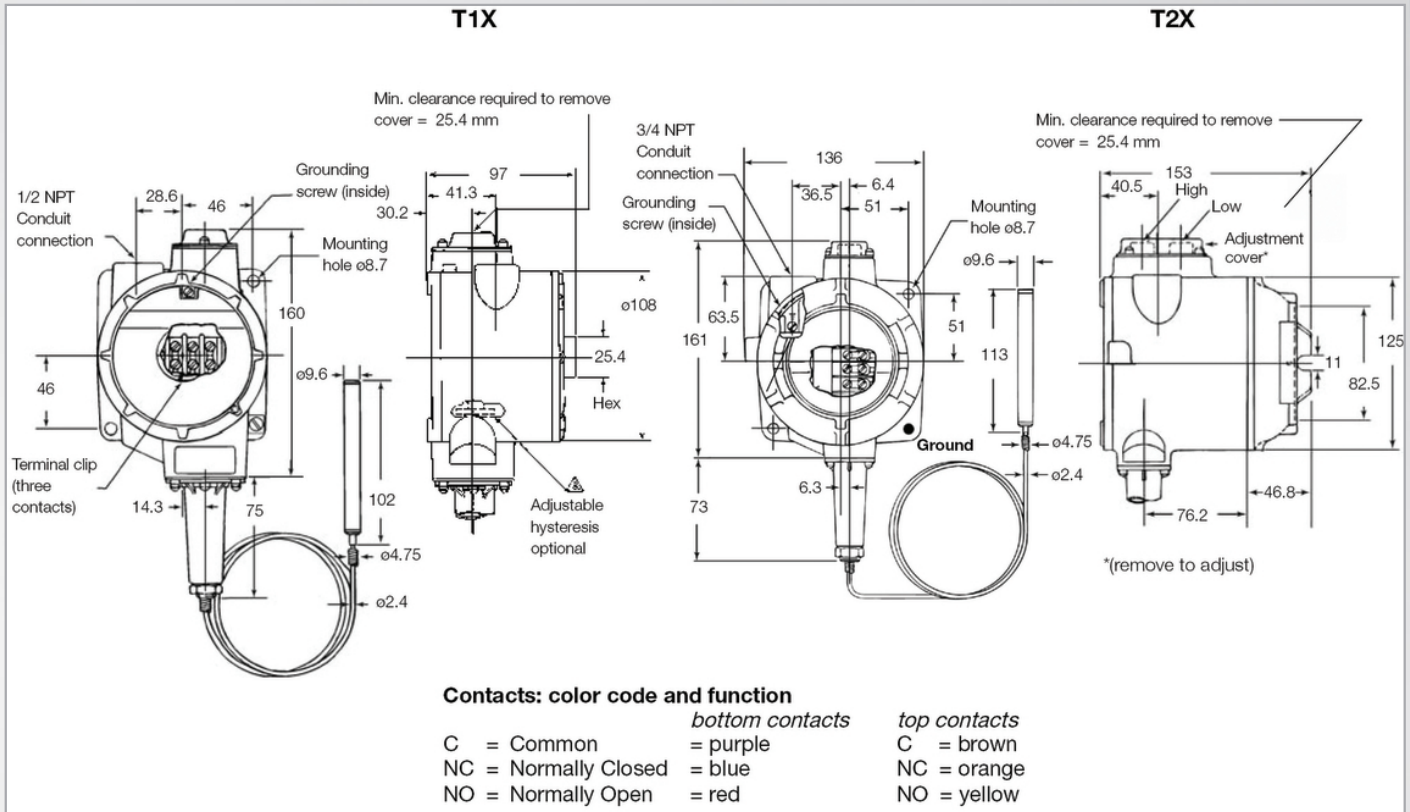 T1X
T2X
Min. clearance required to remove
cover = 25.4 mm
1/2 NPT
Conduit
connection
28.6
46
Grounding
screw (inside)
Mounting
hole ø8.7
160
46
Terminal clip
(three
contacts)
14.3
75
ø9.6
102
ø4.75
ø2.4
97
41.3
30.2
ø108
25.4
Hex
Adjustable
hysteresis
optional
3/4 NPT
Conduit
connection
Grounding
screw (inside)
136
36.5
6.4
51
Mounting
hole ø8.7
63.5
161
51
73
6.3
Ground
ø9.6
113
ø4.75
ø2.4
Min. clearance required to remove
cover = 25.4 mm
153
40.5
High
Low
Adjustment
cover*
125
11
82.5
46.8
76.2
*(remove to adjust)
Contacts: color code and function
bottom contacts top contacts
C = Common = purple C = brown
NC = Normally Closed = blue NC = orange
NO = Normally Open = red NO = yellow